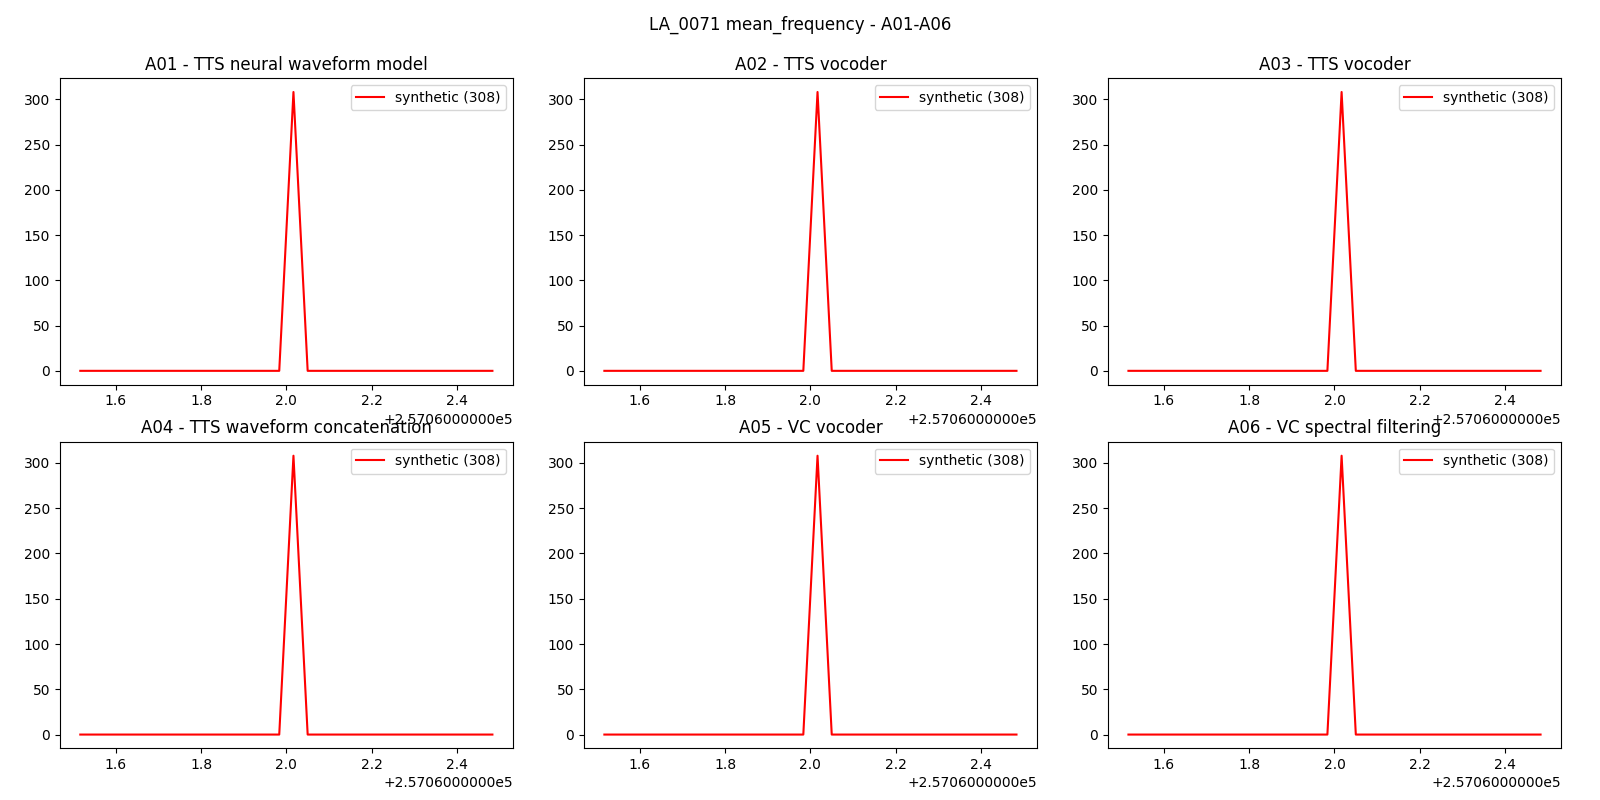 LA_0071 mean_frequency - A01-A06
A01 - TTS neural waveform model
synthetic (308)
300
250
200
150
100
50
0
1.6 1.8 2.0 2.2 2.4
+2.5706000000e5
A02 - TTS vocoder
synthetic (308)
300
250
200
150
100
50
0
1.6 1.8 2.0 2.2 2.4
+2.5706000000e5
A03 - TTS vocoder
synthetic (308)
300
250
200
150
100
50
0
1.6 1.8 2.0 2.2 2.4
+2.5706000000e5
A04 - TTS waveform concatenation
synthetic (308)
300
250
200
150
100
50
0
1.6 1.8 2.0 2.2 2.4
+2.5706000000e5
A05 - VC vocoder
synthetic (308)
300
250
200
150
100
50
0
1.6 1.8 2.0 2.2 2.4
+2.5706000000e5
A06 - VC spectral filtering
synthetic (308)
300
250
200
150
100
50
0
1.6 1.8 2.0 2.2 2.4
+2.5706000000e5